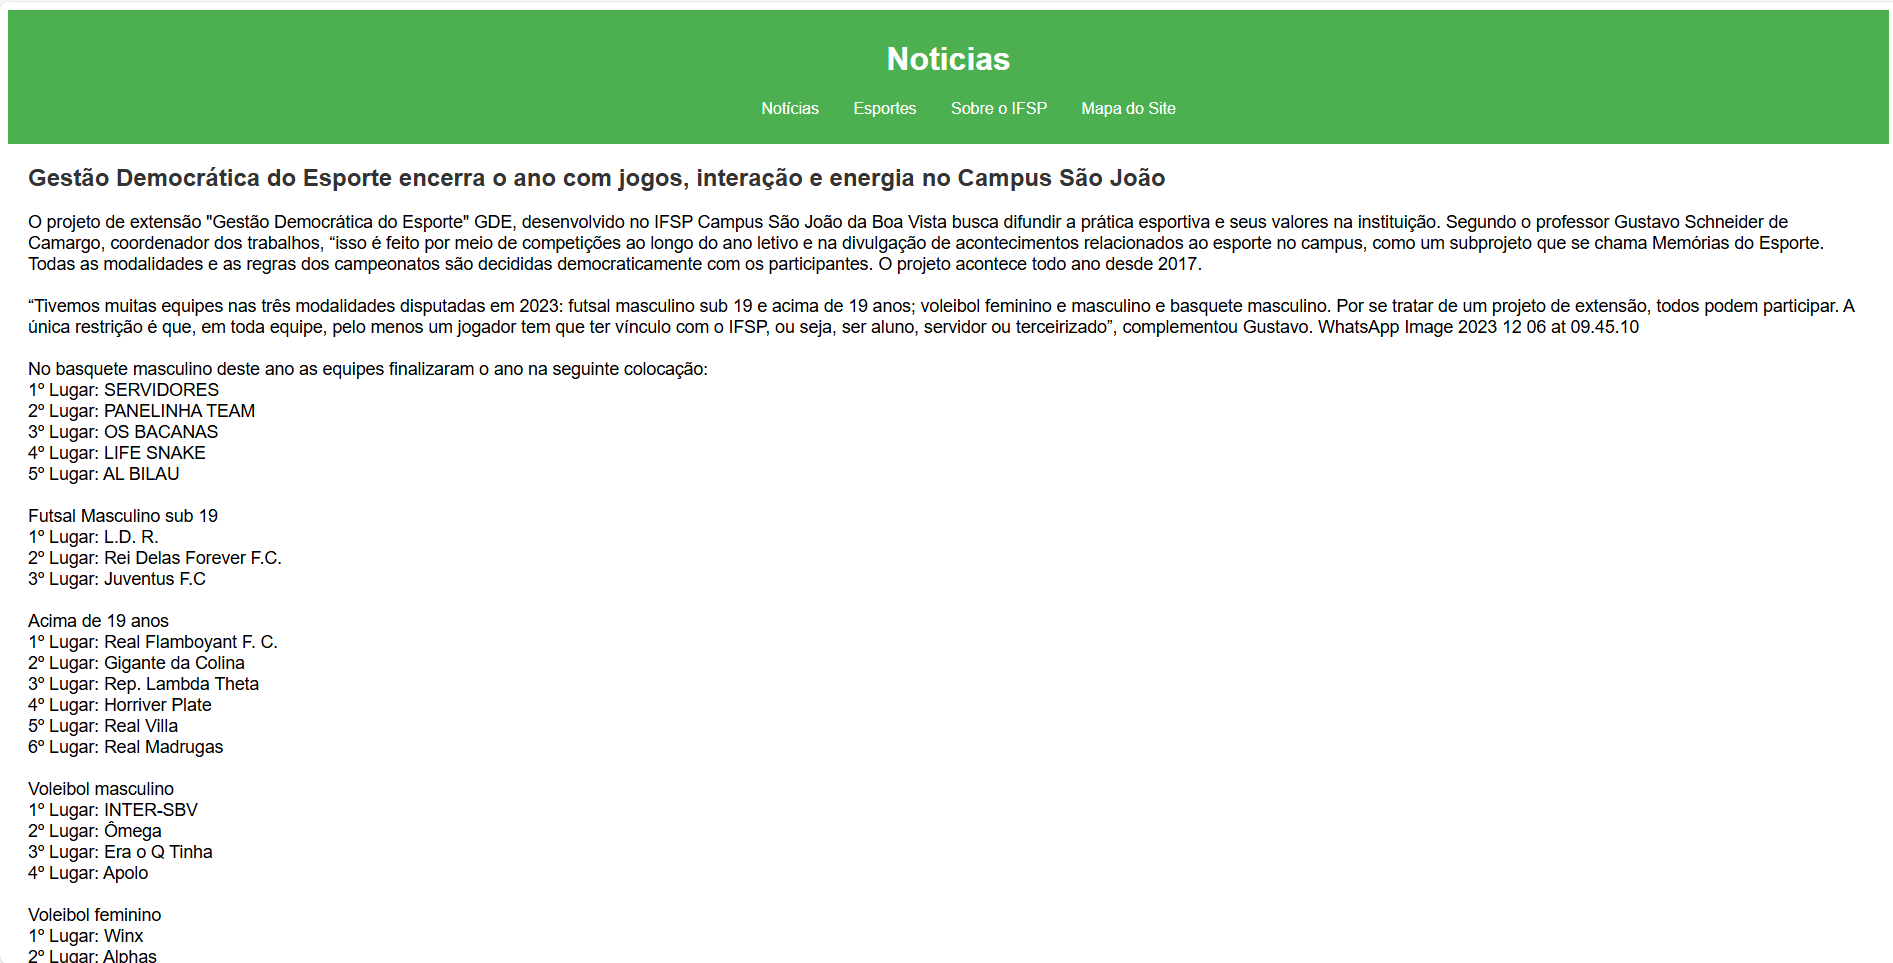 Noticias
Notícias Esportes Sobre o IFSP Mapa do Site
Gestão Democrática do Esporte encerra o ano com jogos, interação e energia no Campus São João
O projeto de extensão "Gestão Democrática do Esporte" GDE, desenvolvido no IFSP Campus São João da Boa Vista busca difundir a prática esportiva e seus valores na instituição. Segundo o professor Gustavo Schneider de
Camargo, coordenador dos trabalhos, “isso é feito por meio de competições ao longo do ano letivo e na divulgação de acontecimentos relacionados ao esporte no campus, como um subprojeto que se chama Memórias do Esporte.
Todas as modalidades e as regras dos campeonatos são decididas democraticamente com os participantes. O projeto acontece todo ano desde 2017.
“Tivemos muitas equipes nas três modalidades disputadas em 2023: futsal masculino sub 19 e acima de 19 anos; voleibol feminino e masculino e basquete masculino. Por se tratar de um projeto de extensão, todos podem participar. A
única restrição é que, em toda equipe, pelo menos um jogador tem que ter vínculo com o IFSP, ou seja, ser aluno, servidor ou terceirizado”, complementou Gustavo. WhatsApp Image 2023 12 06 at 09.45.10
No basquete masculino deste ano as equipes finalizaram o ano na seguinte colocação:
1º Lugar: SERVIDORES
2º Lugar: PANELINHA TEAM
3º Lugar: OS BACANAS
4º Lugar: LIFE SNAKE
5º Lugar: AL BILAU
Futsal Masculino sub 19
1º Lugar: L.D. R.
2º Lugar: Rei Delas Forever F.C.
3º Lugar: Juventus F.C
Acima de 19 anos
1º Lugar: Real Flamboyant F. C.
2º Lugar: Gigante da Colina
3º Lugar: Rep. Lambda Theta
4º Lugar: Horriver Plate
5º Lugar: Real Villa
6º Lugar: Real Madrugas
Voleibol masculino
1º Lugar: INTER-SBV
2º Lugar: Ômega
3º Lugar: Era o Q Tinha
4º Lugar: Apolo
Voleibol feminino
1º Lugar: Winx
2º Lugar: Alphas